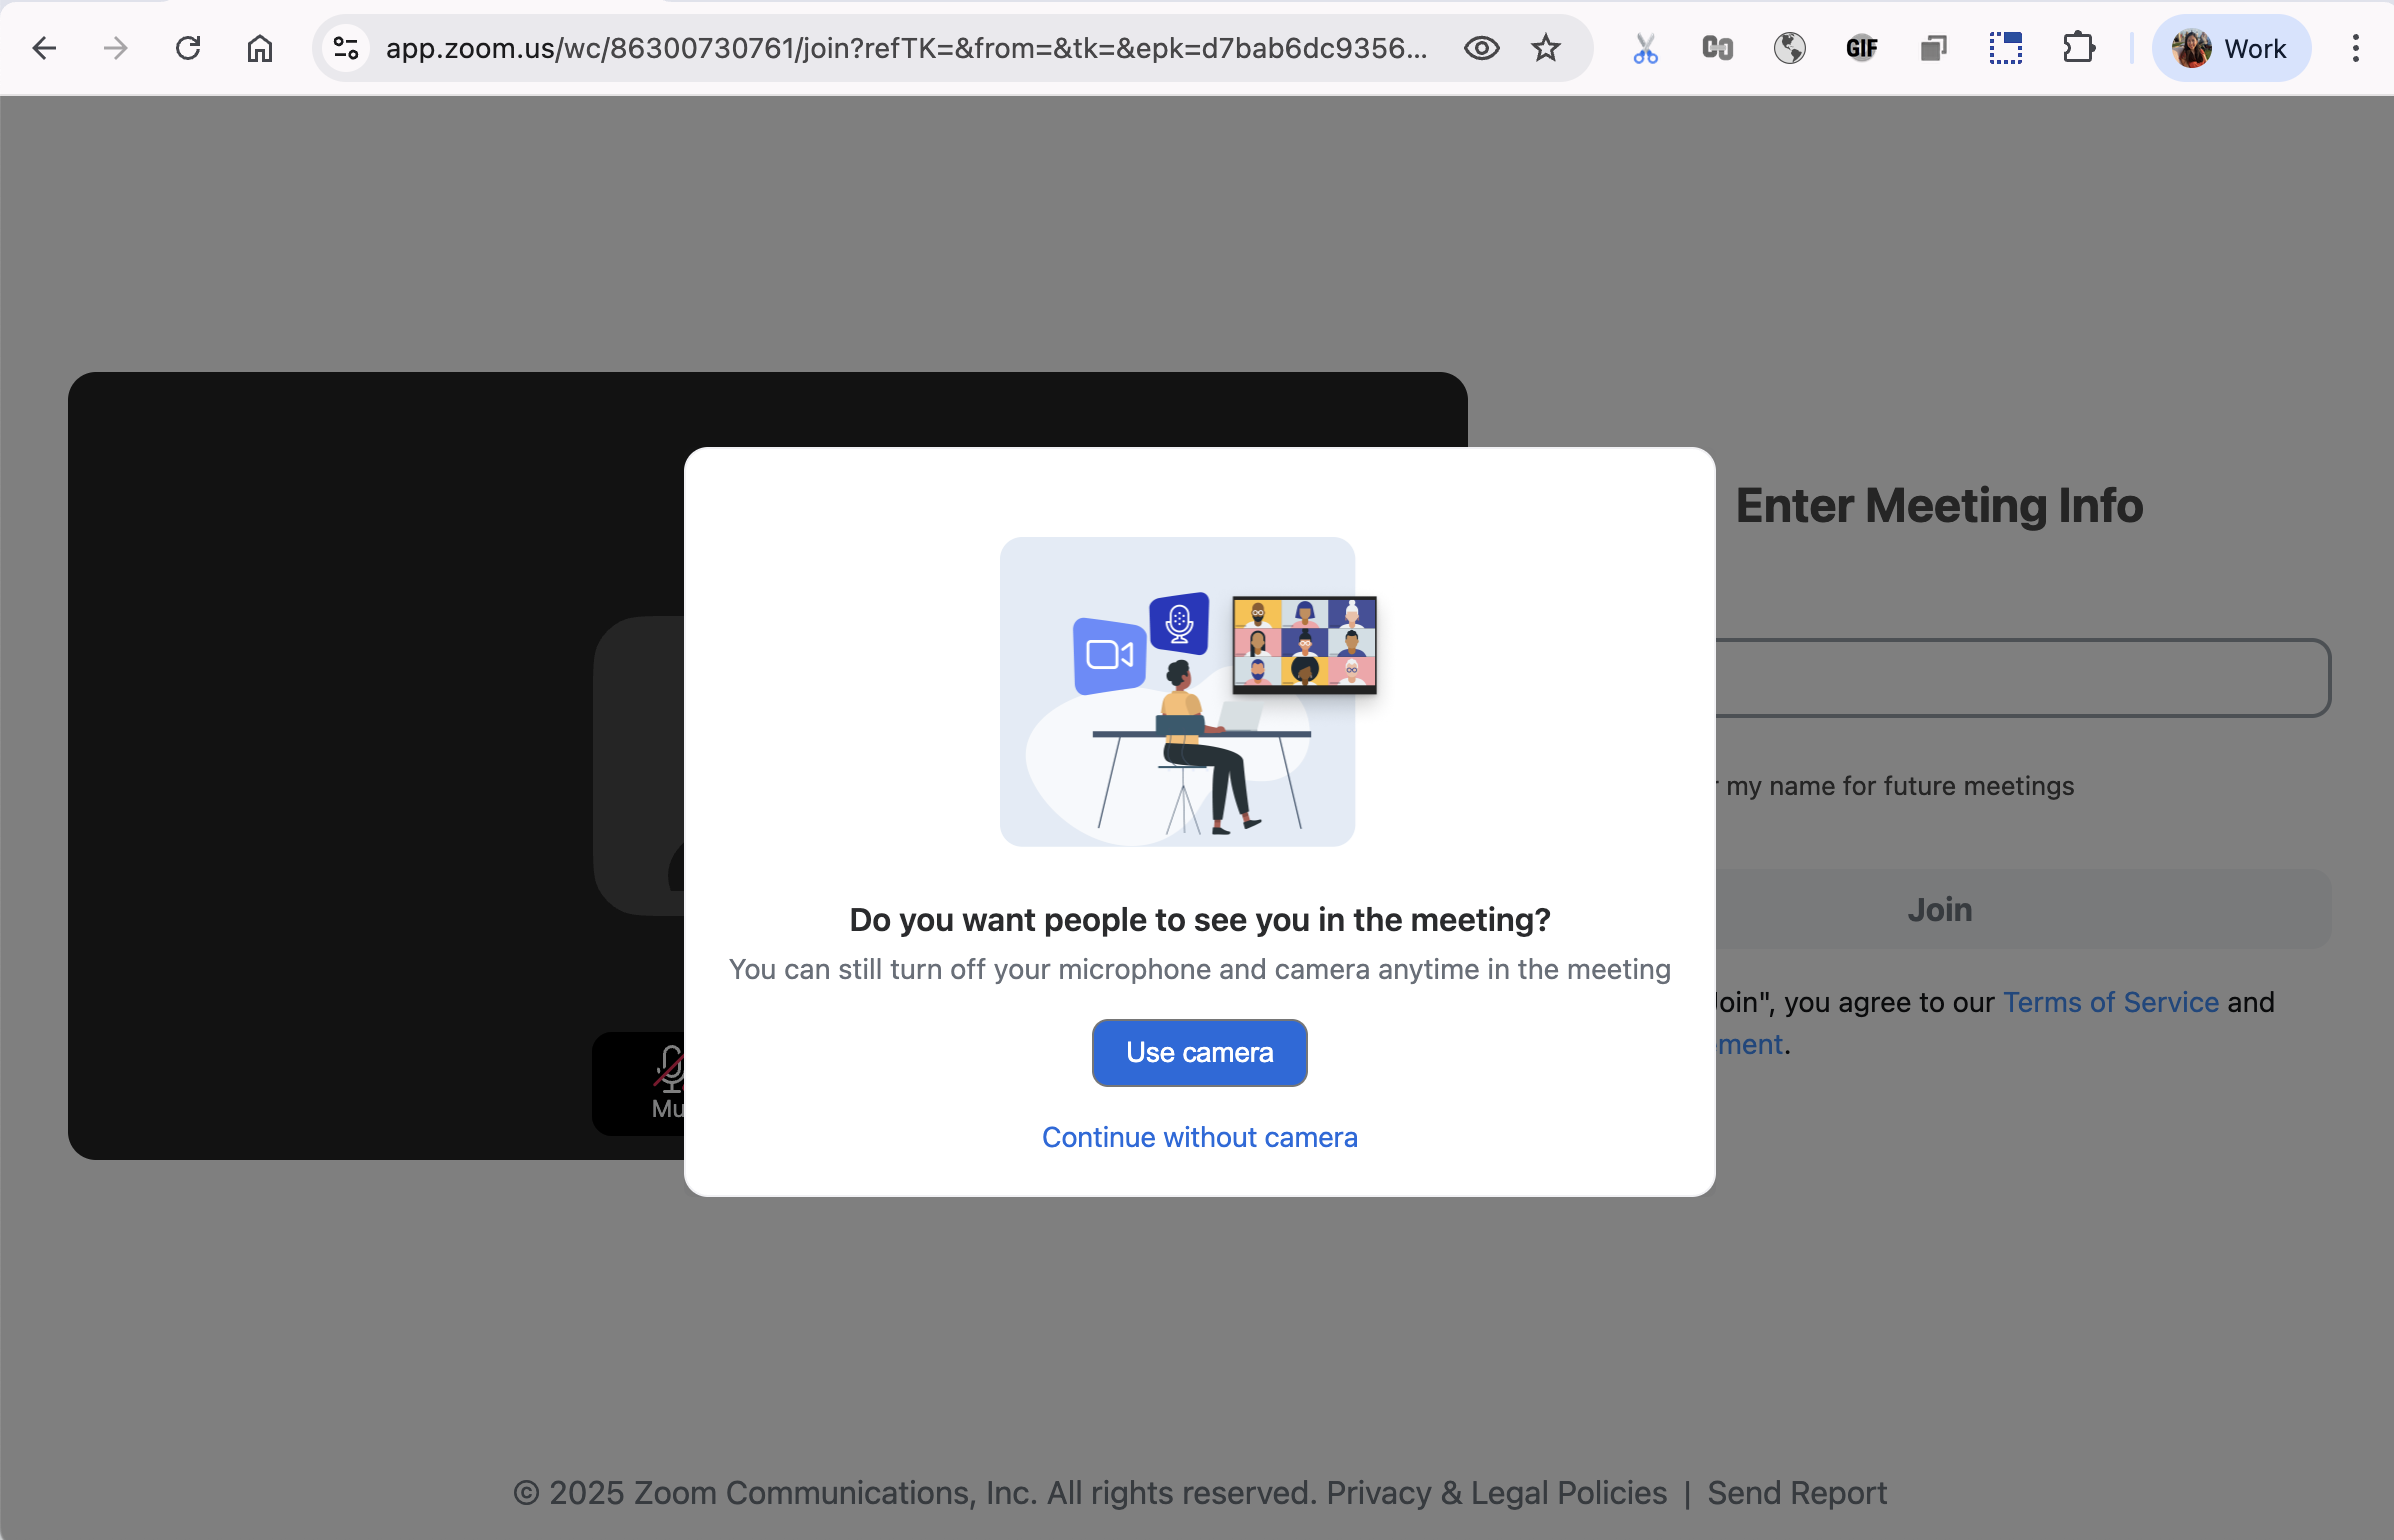 app.zoom.us/wc/86300730761/join?refTK=&from=&tk=&epk=d7bab6dc9356...
GIF
Work
Enter Meeting Info
my name for future meetings
Join
Join", you agree to our Terms of Service and
ement.
Mu
Do you want people to see you in the meeting?
You can still turn off your microphone and camera anytime in the meeting
Use camera
Continue without camera
© 2025 Zoom Communications, Inc. All rights reserved. Privacy & Legal Policies | Send Report